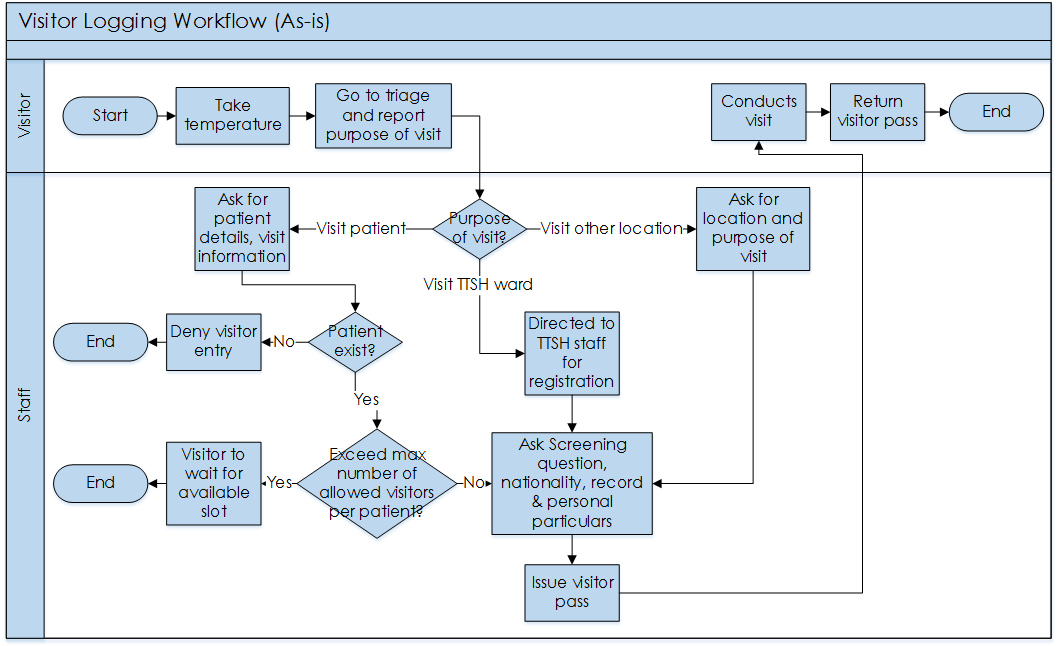 Visitor Logging Workflow (As-is)
Visitor
Start
Take
temperature
Go to triage
and report
purpose of visit
Conducts
visit
Return
visitor pass
End
Staff
Ask for
patient
details, visit
information
Visit patient
Purpose
of visit?
Visit other location
Ask for
location and
purpose of
visit
Visit TTSH ward
End
Deny visitor
entry
No
Patient
exist?
Directed to
TTSH staff
for
registration
Yes
End
Visitor to
wait for
available
slot
Yes
Exceed max
number of
allowed visitors
per patient?
No
Ask Screening
question,
nationality, record
& personal
particulars
Issue visitor
pass